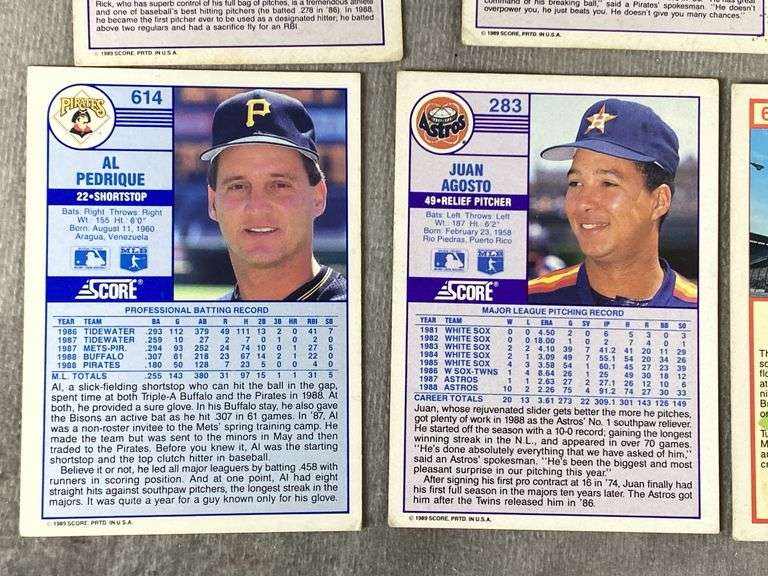 Rick, who has superb control of his full bag of pitches, is a tremendous athlete
and one of baseball's best hitting pitchers (he batted .278 in '86). In 1988,
he became the first pitcher ever to be used as a designated hitter; he batted
above two regulars and had a sacrifice fly for an RBI.
© 1989 SCORE, PRTD. IN U.S.A.
command of his breaking ball," said a Pirates' spokesman. "He doesn't
overpower you, he just beats you. He doesn't give you many chances."
© 1989 SCORE, PRTD. IN U.S.A.
PIRATES
614
AL
PEDRIQUE
22•SHORTSTOP
Bats: Right Throws: Right
Wt.: 155 Ht.: 6'0"
Born: August 11, 1960
Aragua, Venezuela
MLB
SCORE
PROFESSIONAL BATTING RECORD
YEAR TEAM BA G AB R H 2B 3B HR RBI SB
1986 TIDEWATER .293 112 379 49 111 13 2 0 41 7
1987 TIDEWATER .259 10 27 2 7 0 0 0 1 0
1987 METS-PIR. .294 93 252 24 74 10 1 1 27 5
1988 BUFFALO .307 61 218 23 67 14 2 1 22 0
1988 PIRATES .180 50 128 7 23 5 0 0 4 0
M.L. TOTALS .255 143 380 31 97 15 1 1 31 5
Al, a slick-fielding shortstop who can hit the ball in the gap,
spent time at both Triple-A Buffalo and the Pirates in 1988. At
both, he provided a sure glove. In his Buffalo stay, he also gave
the Bisons an active bat as he hit .307 in 61 games. In '87, Al
was a non-roster invitee to the Mets' spring training camp. He
made the team but was sent to the minors in May and then
traded to the Pirates. Before you knew it, Al was the starting
shortstop and the top clutch hitter in baseball.
Believe it or not, he led all major leaguers by batting .458 with
runners in scoring position. And at one point, Al had eight
straight hits against southpaw pitchers, the longest streak in the
majors. It was quite a year for a guy known only for his glove.
© 1989 SCORE, PRTD. IN U.S.A.
Astros
283
JUAN
AGOSTO
49•RELIEF PITCHER
Bats: Left Throws: Left
Wt.: 187 Ht.: 6'2"
Born: February 23, 1958
Rio Piedras, Puerto Rico
MLB
SCORE
MAJOR LEAGUE PITCHING RECORD
YEAR TEAM W L ERA G SV IP H R BB SO
1981 WHITE SOX 0 0 4.50 2 0 6 5 3 0 3
1982 WHITE SOX 0 0 18.00 1 0 2 7 4 0 1
1983 WHITE SOX 2 2 4.10 39 7 41.2 41 20 11 29
1984 WHITE SOX 2 1 3.09 49 7 55.1 54 20 34 26
1985 WHITE SOX 4 3 3.58 54 1 60.1 45 27 23 39
1986 W SOX-TWNS 1 4 8.64 26 1 25 49 30 18 12
1987 ASTROS 1 1 2.63 27 2 27.1 26 12 10 6
1988 ASTROS 10 2 2.26 75 4 91.2 74 27 30 33
CAREER TOTALS 20 13 3.61 273 22 309.1 301 143 126 149
Juan, whose rejuvenated slider gets better the more he pitches,
got plenty of work in 1988 as the Astros' No. 1 southpaw reliever.
He started off the season with a 10-0 record; gaining the longest
winning streak in the N.L., and appeared in over 70 games.
"He's done absolutely everything that we have asked of him,"
said an Astros' spokesman. "He's been the biggest and most
pleasant surprise in our pitching this year."
After signing his first pro contract at 16 in '74, Juan finally had
his first full season in the majors ten years later. The Astros got
him after the Twins released him in '86.
© 1989 SCORE, PRTD. IN U.S.A.